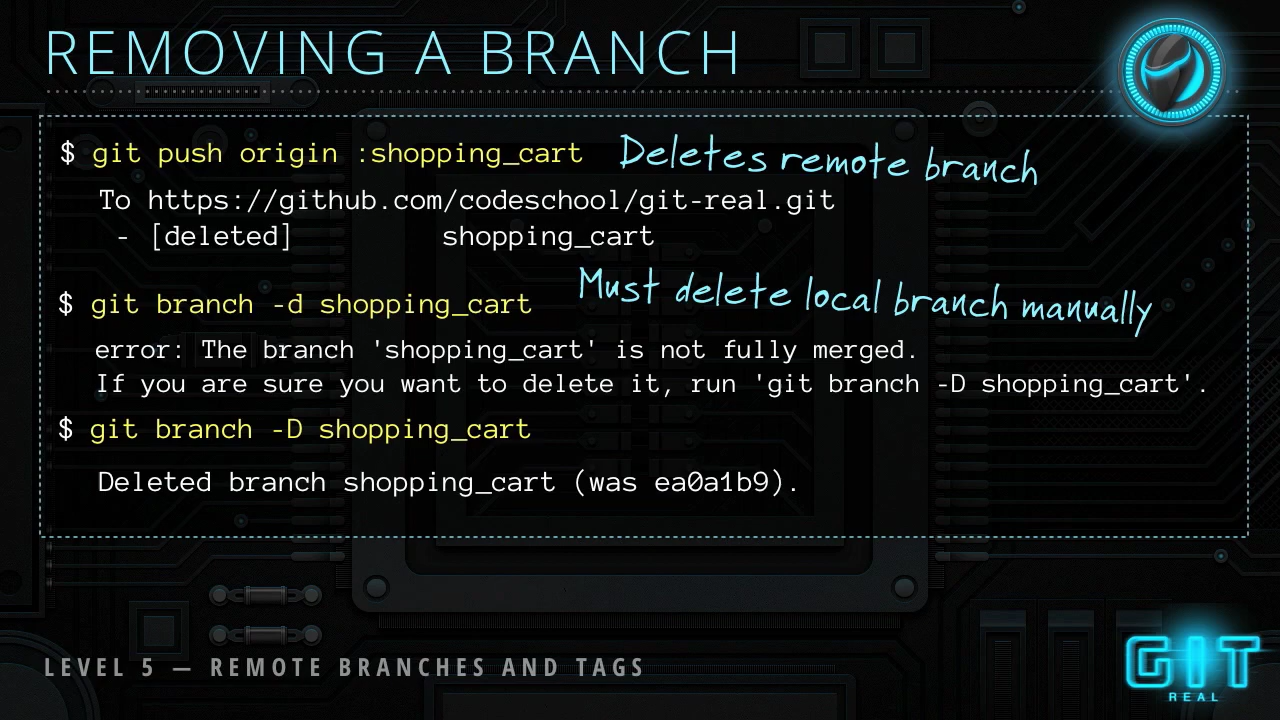 REMOVING A BRANCH
$ git push origin :shopping_cart Deletes remote branch
To https://github.com/codeschool/git-real.git
- [deleted] shopping_cart
Must delete local branch manually
$ git branch -d shopping_cart
error: The branch 'shopping_cart' is not fully merged.
If you are sure you want to delete it, run 'git branch -D shopping_cart'.
$ git branch -D shopping_cart
Deleted branch shopping_cart (was ea0a1b9).
LEVEL 5 — REMOTE BRANCHES AND TAGS
GIT
REAL